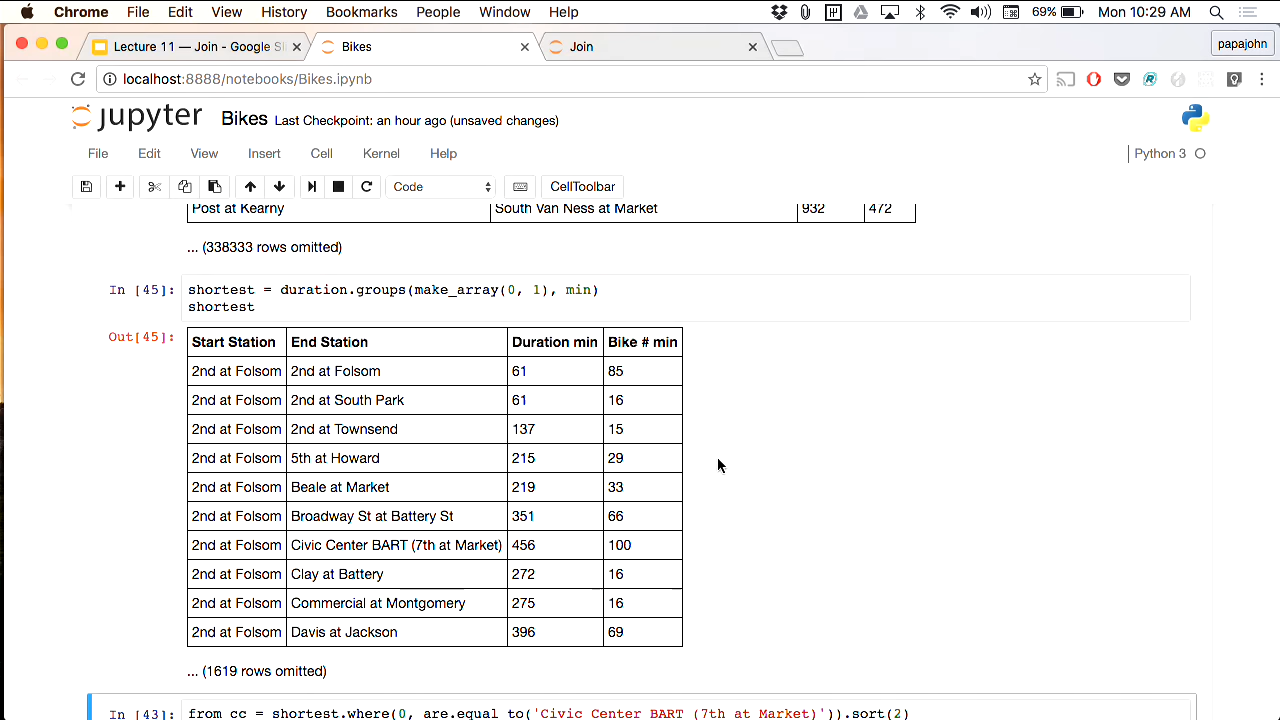 Chrome File Edit View History Bookmarks People Window Help 69% Mon 10:29 AM
Lecture 11 — Join - Google Sl Bikes Join papajohn
localhost:8888/notebooks/Bikes.ipynb
jupyter Bikes Last Checkpoint: an hour ago (unsaved changes)
File Edit View Insert Cell Kernel Help Python 3
Code CellToolbar
Post at Kearny South Van Ness at Market 932 472
... (338333 rows omitted)
In [45]: shortest = duration.groups(make_array(0, 1), min)
shortest
Out[45]:
Start Station End Station Duration min Bike # min
2nd at Folsom 2nd at Folsom 61 85
2nd at Folsom 2nd at South Park 61 16
2nd at Folsom 2nd at Townsend 137 15
2nd at Folsom 5th at Howard 215 29
2nd at Folsom Beale at Market 219 33
2nd at Folsom Broadway St at Battery St 351 66
2nd at Folsom Civic Center BART (7th at Market) 456 100
2nd at Folsom Clay at Battery 272 16
2nd at Folsom Commercial at Montgomery 275 16
2nd at Folsom Davis at Jackson 396 69
... (1619 rows omitted)
In [43]: from_cc = shortest.where(0, are.equal_to('Civic Center BART (7th at Market)')).sort(2)